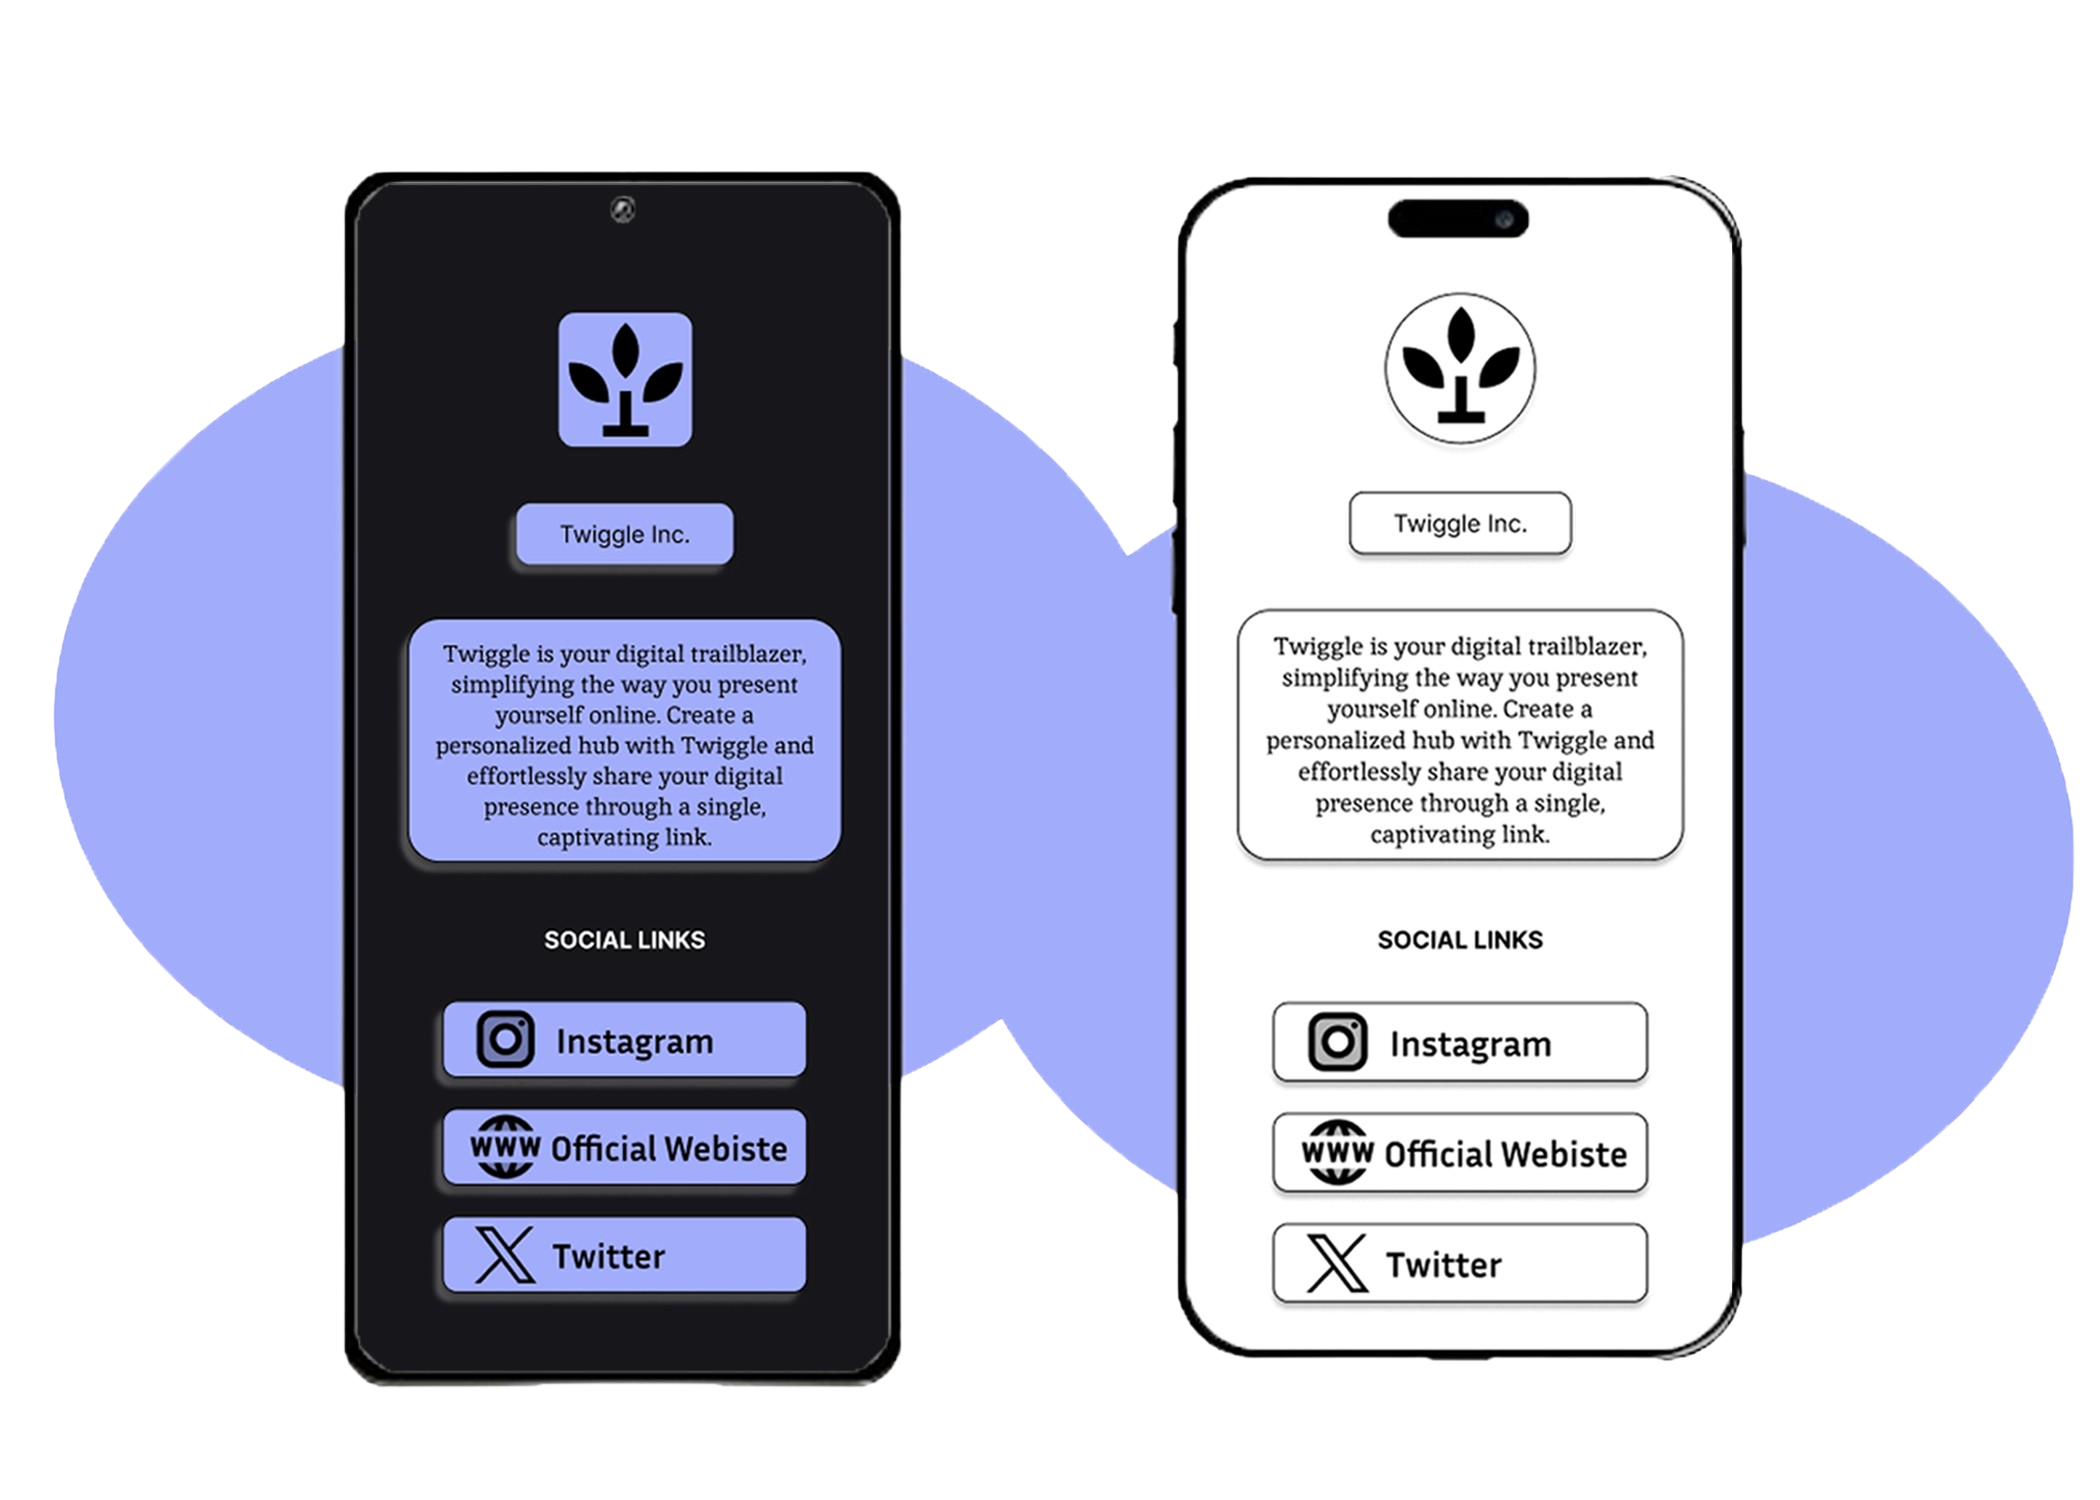 Twiggle Inc.
Twiggle is your digital trailblazer,
simplifying the way you present
yourself online. Create a
personalized hub with Twiggle and
effortlessly share your digital
presence through a single,
captivating link.
SOCIAL LINKS
Instagram
WWW Official Webiste
Twitter
Twiggle Inc.
Twiggle is your digital trailblazer,
simplifying the way you present
yourself online. Create a
personalized hub with Twiggle and
effortlessly share your digital
presence through a single,
captivating link.
SOCIAL LINKS
Instagram
WWW Official Webiste
Twitter